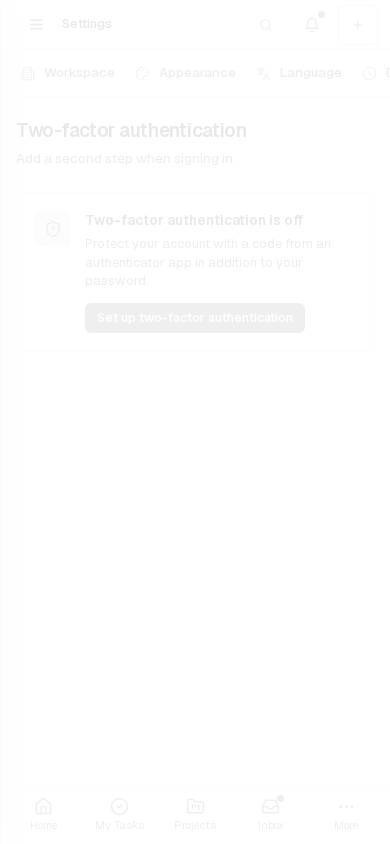 Settings
Workspace Appearance Language
Two-factor authentication
Add a second step when signing in.
Two-factor authentication is off
Protect your account with a code from an
authenticator app in addition to your
password.
Set up two-factor authentication
Home My Tasks Projects Inbox More